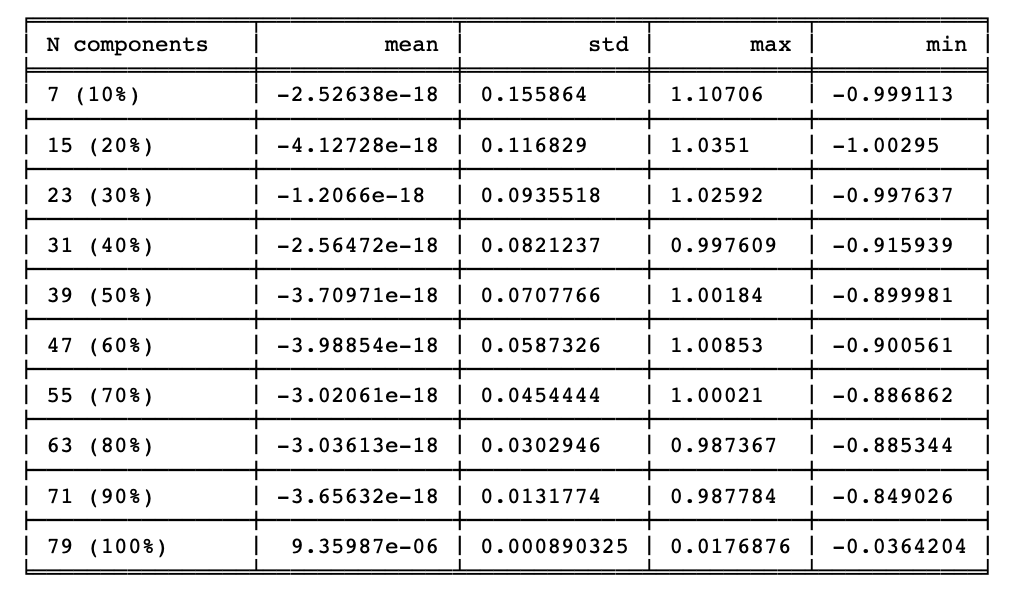 N components mean std max min
7 (10%) -2.52638e-18 0.155864 1.10706 -0.999113
15 (20%) -4.12728e-18 0.116829 1.0351 -1.00295
23 (30%) -1.2066e-18 0.0935518 1.02592 -0.997637
31 (40%) -2.56472e-18 0.0821237 0.997609 -0.915939
39 (50%) -3.70971e-18 0.0707766 1.00184 -0.899981
47 (60%) -3.98854e-18 0.0587326 1.00853 -0.900561
55 (70%) -3.02061e-18 0.0454444 1.00021 -0.886862
63 (80%) -3.03613e-18 0.0302946 0.987367 -0.885344
71 (90%) -3.65632e-18 0.0131774 0.987784 -0.849026
79 (100%) 9.35987e-06 0.000890325 0.0176876 -0.0364204